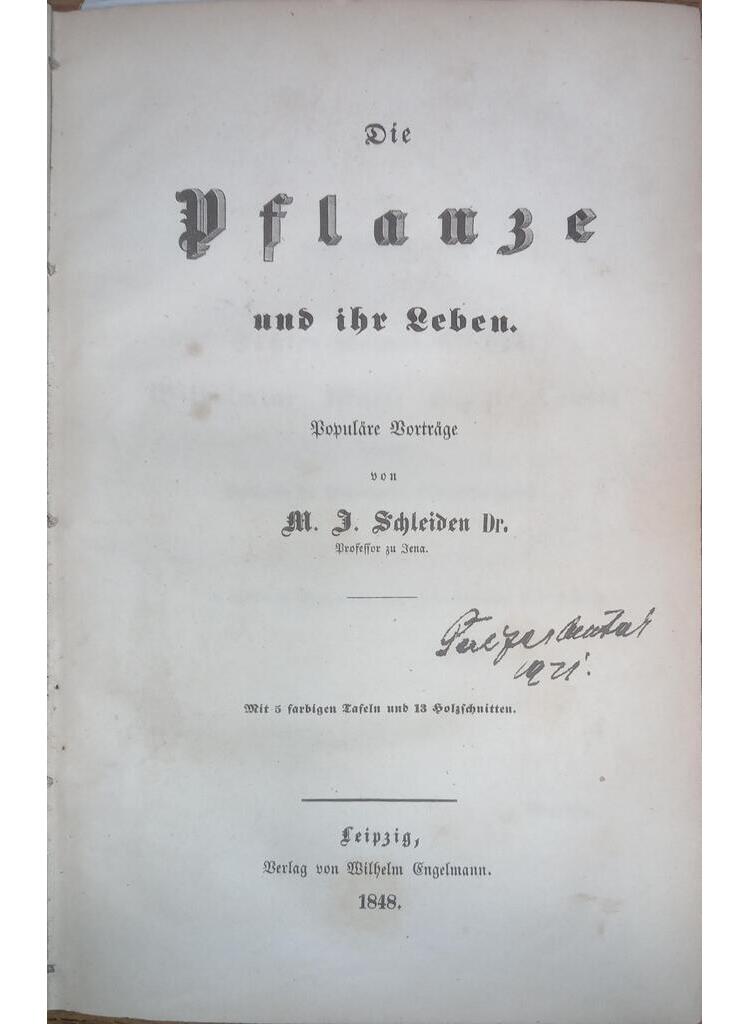 Die
Pflanze
und ihr Leben.
Populäre Vorträge
von
M. J. Schleiden Dr.
Professor zu Jena.
1921.
Mit 5 farbigen Tafeln und 13 Holzschnitten.
Leipzig,
Verlag von Wilhelm Engelmann.
1848.